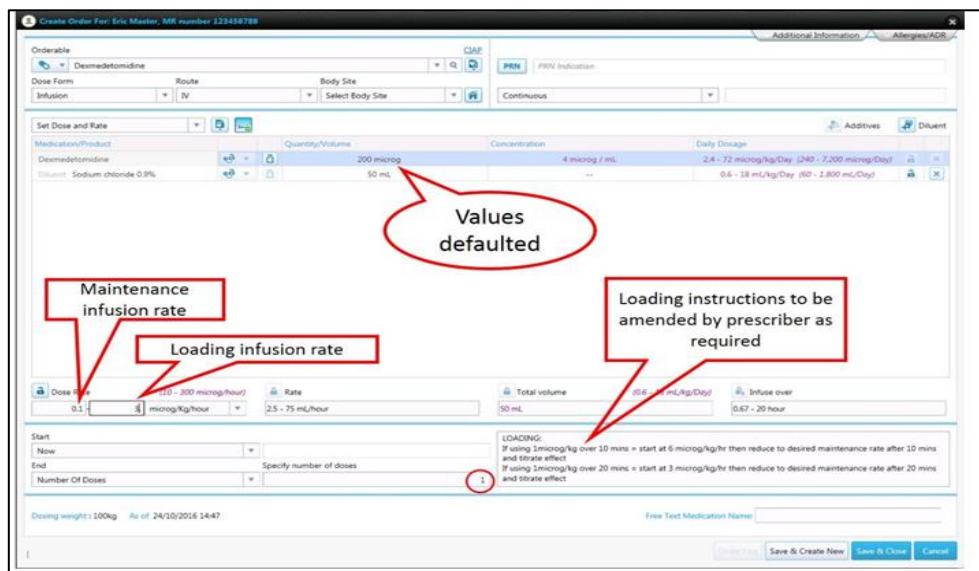 Create Order For: Eric Master, MR number 123456789
Additional Information Allergies/ADR
Orderable CIAP
Dexmedetomidine PRN PRN Indication
Dose Form Route Body Site
Infusion IV Select Body Site Continuous
Set Dose and Rate Additives Diluent
Medication/Product Quantity/Volume Concentration Daily Dosage
Dexmedetomidine 200 microg 4 microg / mL 2.4 - 72 microg/kg/Day (240 - 7,200 microg/Day)
Diluent Sodium chloride 0.9% 50 mL -- 0.6 - 18 mL/kg/Day (60 - 1,800 mL/Day)
Values
defaulted
Maintenance
infusion rate
Loading infusion rate
Loading instructions to be
amended by prescriber as
required
Dose (10 - 300 microg/hour) Rate Total volume (0.6 - mL/kg/Day) Infuse over
0.1 - 3 microg/Kg/hour 2.5 - 75 mL/hour 50 mL 0.67 - 20 hour
Start
Now
End Specify number of doses
Number Of Doses 1
LOADING:
If using 1microg/kg over 10 mins = start at 6 microg/kg/hr then reduce to desired maintenance rate after 10 mins
and titrate effect
If using 1microg/kg over 20 mins = start at 3 microg/kg/hr then reduce to desired maintenance rate after 20 mins
and titrate effect
Dosing weight : 100kg As of 24/10/2016 14:47 Free Text Medication Name:
Save & Create New Save & Close Cancel